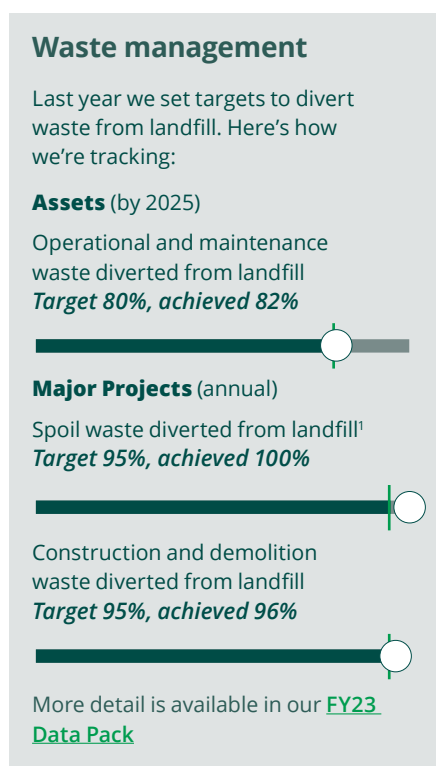 Waste management
Last year we set targets to divert
waste from landfill. Here’s how
we’re tracking:
Assets (by 2025)
Operational and maintenance
waste diverted from landfill
Target 80%, achieved 82%
Major Projects (annual)
Spoil waste diverted from landfill¹
Target 95%, achieved 100%
Construction and demolition
waste diverted from landfill
Target 95%, achieved 96%
More detail is available in our FY23
Data Pack